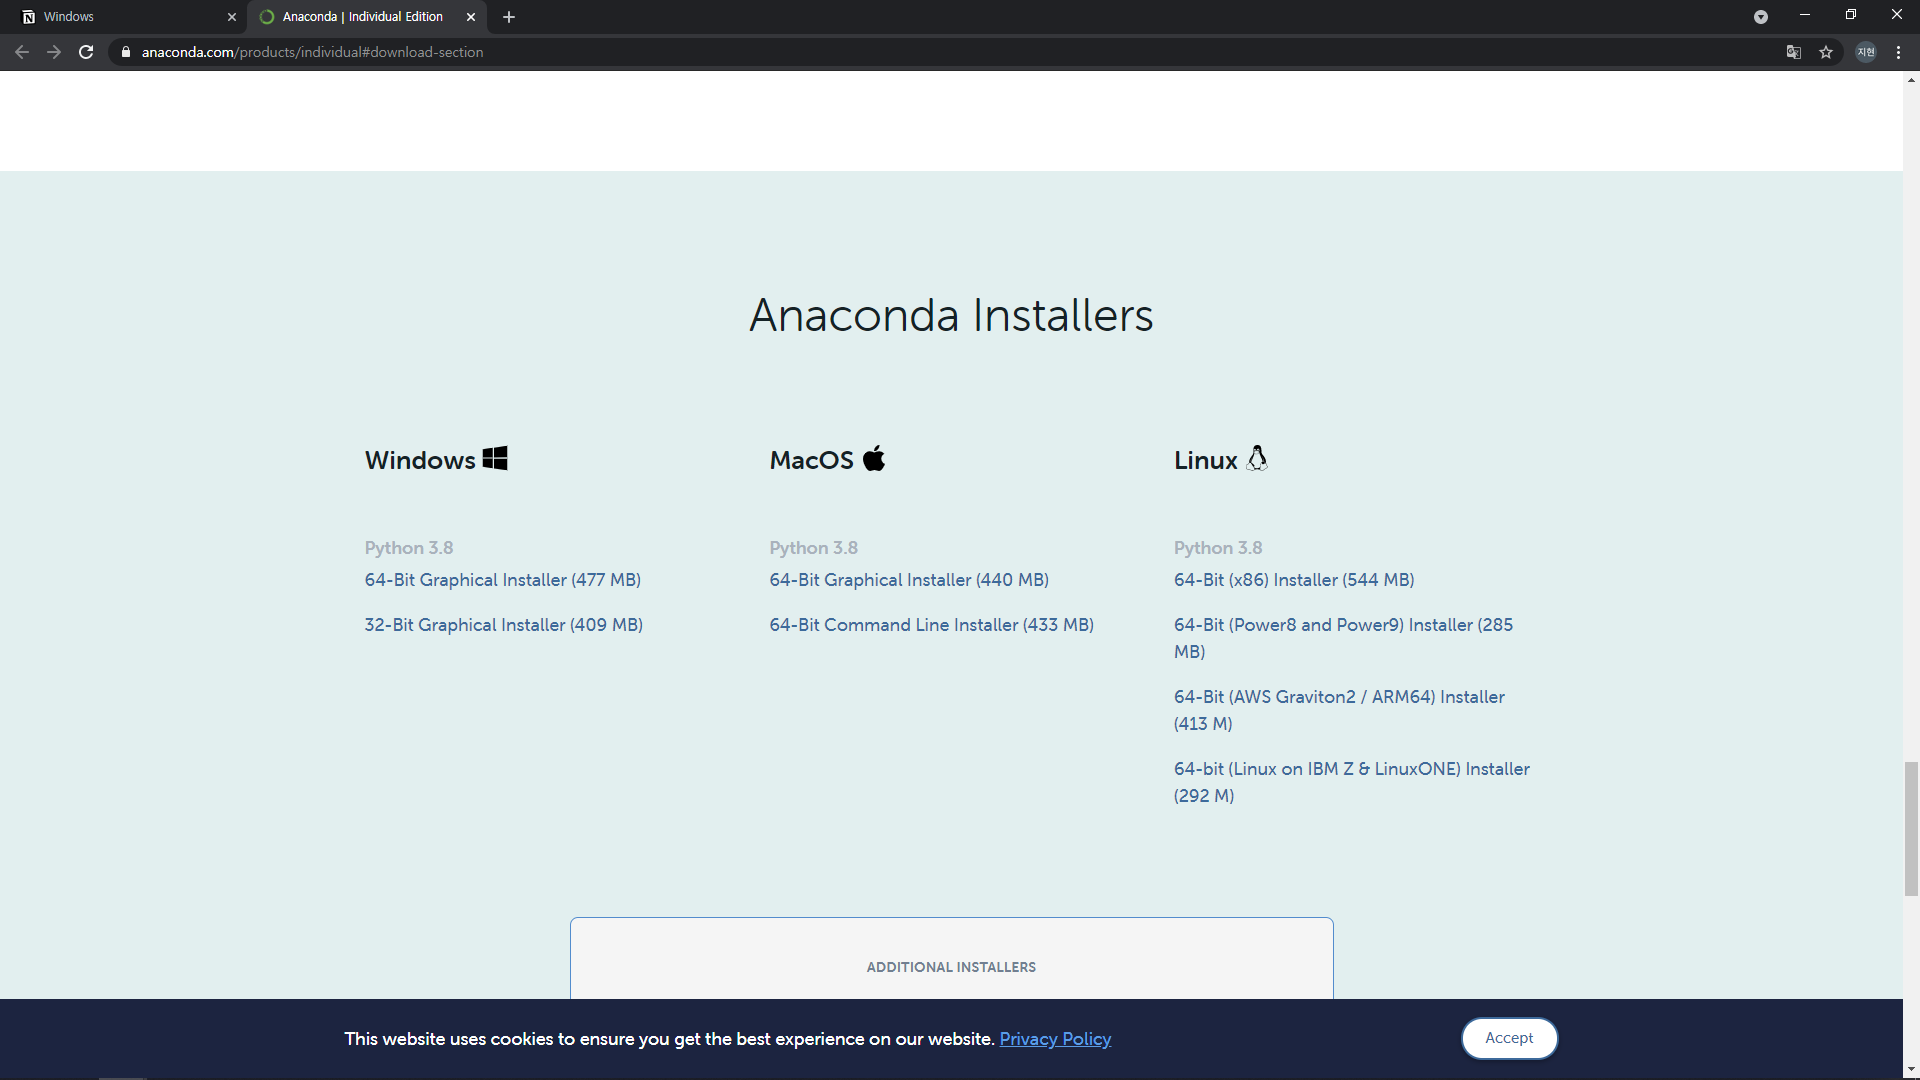 Windows
Anaconda | Individual Edition
anaconda.com/products/individual#download-section
지현
Anaconda Installers
Windows
Python 3.8
64-Bit Graphical Installer (477 MB)
32-Bit Graphical Installer (409 MB)
MacOS
Python 3.8
64-Bit Graphical Installer (440 MB)
64-Bit Command Line Installer (433 MB)
Linux
Python 3.8
64-Bit (x86) Installer (544 MB)
64-Bit (Power8 and Power9) Installer (285
MB)
64-Bit (AWS Graviton2 / ARM64) Installer
(413 M)
64-bit (Linux on IBM Z & LinuxONE) Installer
(292 M)
ADDITIONAL INSTALLERS
This website uses cookies to ensure you get the best experience on our website. Privacy Policy
Accept